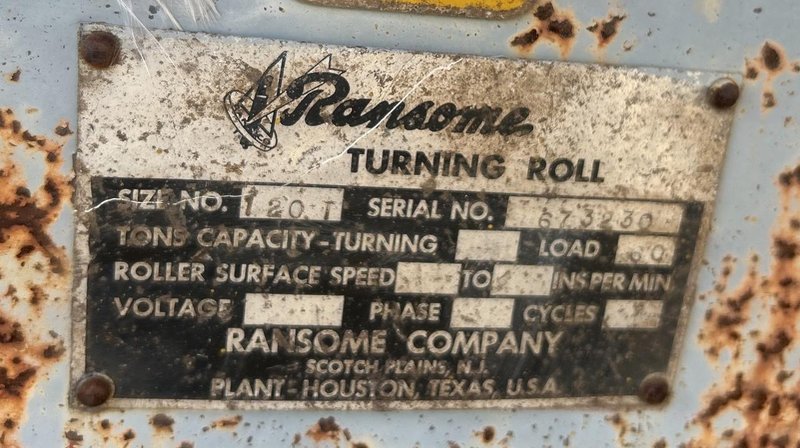 Ransome
TURNING ROLL
SIZE NO. 120 T SERIAL NO. 673230
TONS CAPACITY-TURNING LOAD 60
ROLLER SURFACE SPEED TO INS PER MIN
VOLTAGE PHASE CYCLES
RANSOME COMPANY
SCOTCH PLAINS, N.J.
PLANT-HOUSTON, TEXAS, U.S.A.